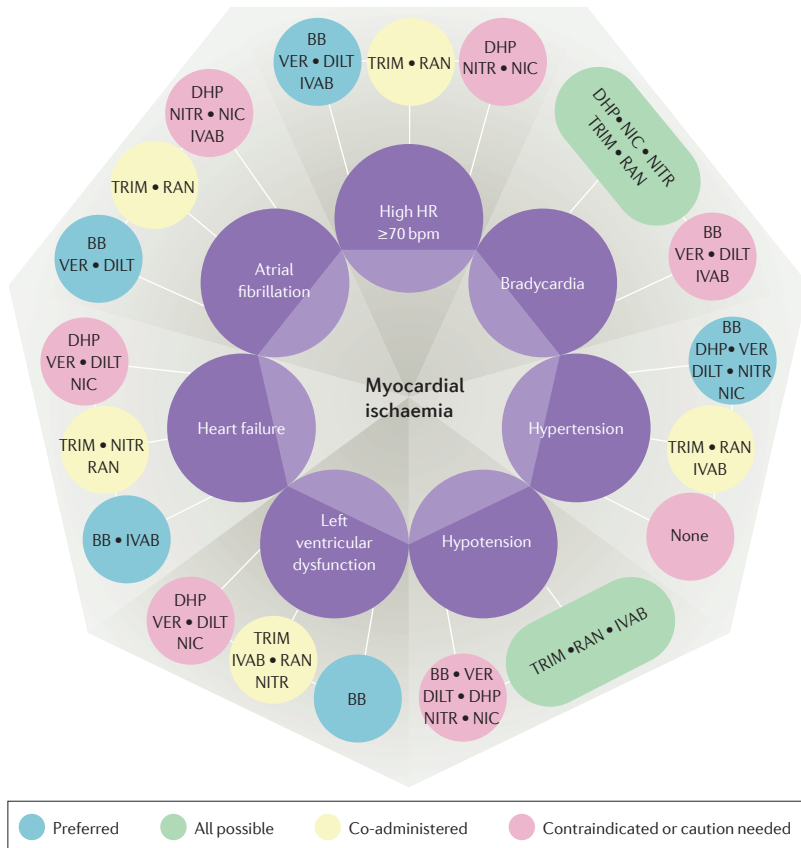 BB
VER • DILT
IVAB
TRIM • RAN
DHP
NITR • NIC
High HR
≥70 bpm
DHP • NIC • NITR
TRIM • RAN
BB
VER • DILT
IVAB
Bradycardia
BB
DHP • VER
DILT • NITR
NIC
TRIM • RAN
IVAB
None
Hypertension
TRIM • RAN • IVAB
BB • VER
DILT • DHP
NITR • NIC
Hypotension
BB
TRIM
IVAB • RAN
NITR
DHP
VER • DILT
NIC
Left
ventricular
dysfunction
BB • IVAB
TRIM • NITR
RAN
DHP
VER • DILT
NIC
Heart failure
BB
VER • DILT
TRIM • RAN
DHP
NITR • NIC
IVAB
Atrial
fibrillation
Myocardial
ischaemia
Preferred
All possible
Co-administered
Contraindicated or caution needed